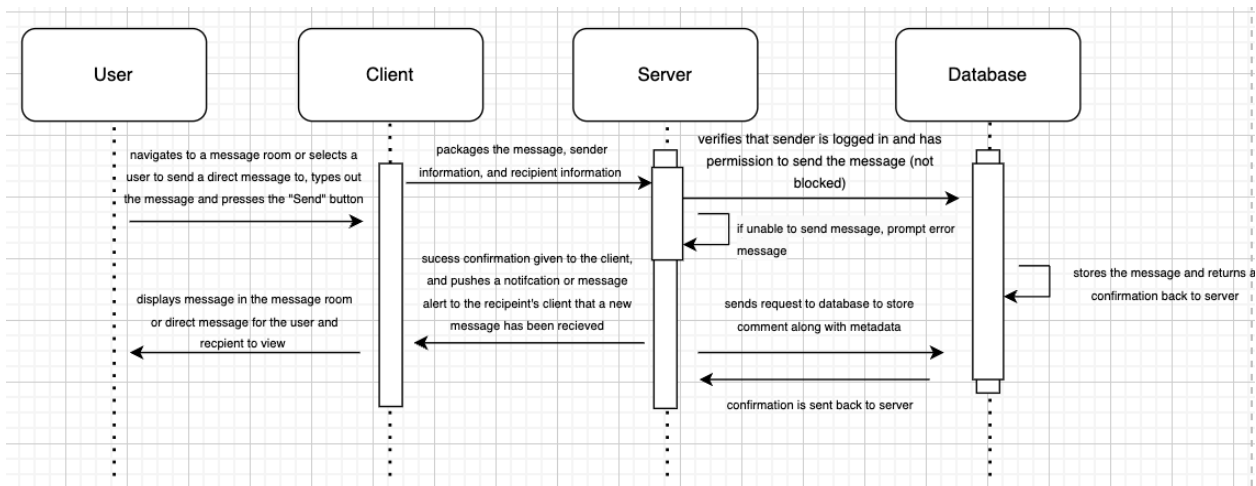 User
Client
Server
Database
navigates to a message room or selects a
user to send a direct message to, types out
the message and presses the "Send" button
packages the message, sender
information, and recipient information
verifies that sender is logged in and has
permission to send the message (not
blocked)
if unable to send message, prompt error
message
stores the message and returns a
confirmation back to server
sucess confirmation given to the client,
and pushes a notifcation or message
alert to the recipeint's client that a new
message has been recieved
displays message in the message room
or direct message for the user and
recpient to view
sends request to database to store
comment along with metadata
confirmation is sent back to server